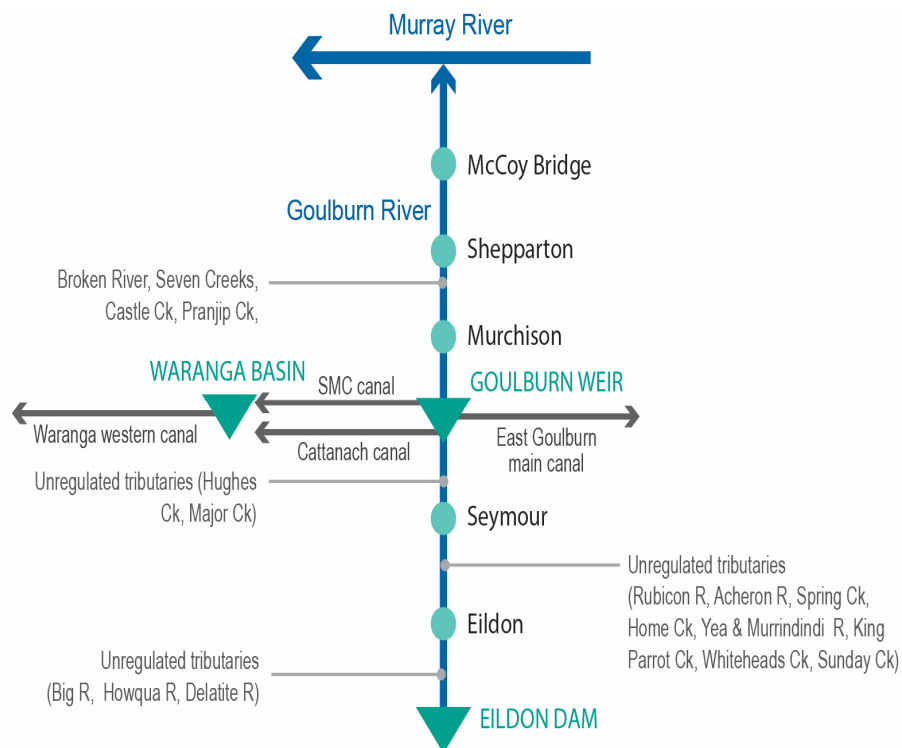 Murray River
McCoy Bridge
Goulburn River
Shepparton
Broken River, Seven Creeks,
Castle Ck, Pranjip Ck,
Murchison
WARANGA BASIN
SMC canal
GOULBURN WEIR
Waranga western canal
Cattanach canal
East Goulburn
main canal
Unregulated tributaries (Hughes
Ck, Major Ck)
Seymour
Unregulated tributaries
(Rubicon R, Acheron R, Spring Ck,
Home Ck, Yea & Murrindindi R, King
Parrot Ck, Whiteheads Ck, Sunday Ck)
Eildon
Unregulated tributaries
(Big R, Howqua R, Delatite R)
EILDON DAM